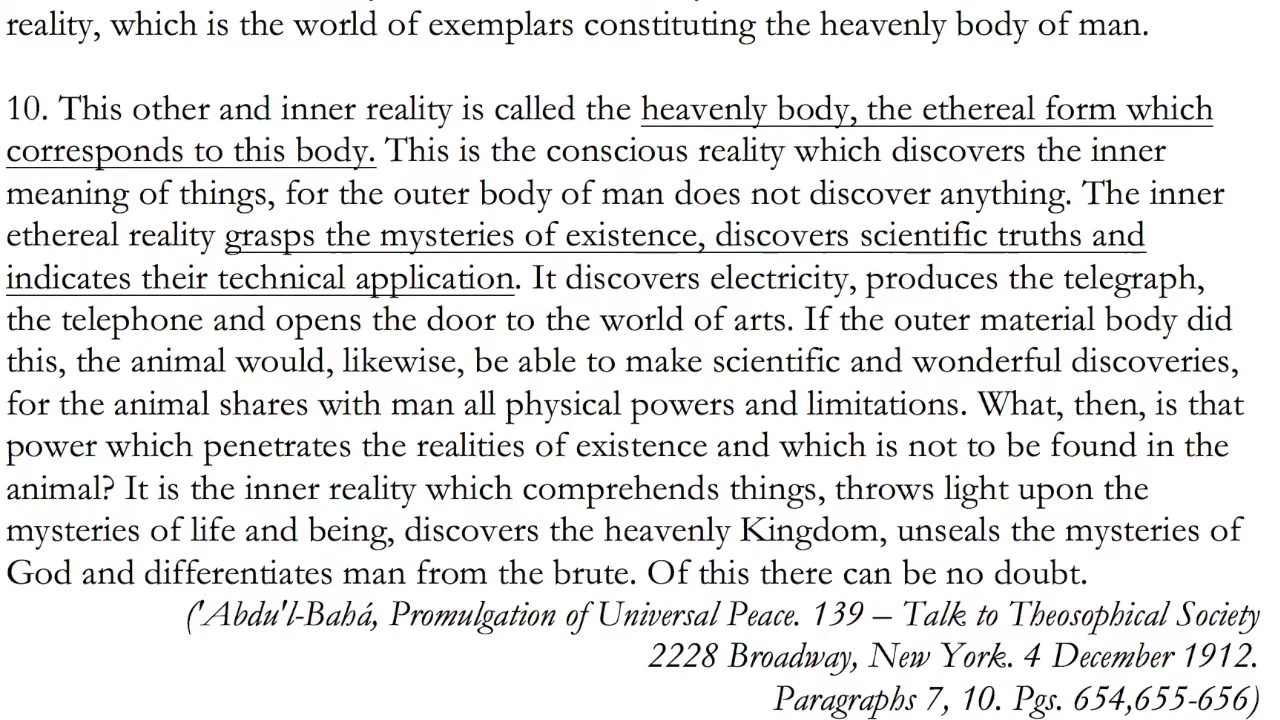 reality, which is the world of exemplars constituting the heavenly body of man.
10. This other and inner reality is called the heavenly body, the ethereal form which
corresponds to this body. This is the conscious reality which discovers the inner
meaning of things, for the outer body of man does not discover anything. The inner
ethereal reality grasps the mysteries of existence, discovers scientific truths and
indicates their technical application. It discovers electricity, produces the telegraph,
the telephone and opens the door to the world of arts. If the outer material body did
this, the animal would, likewise, be able to make scientific and wonderful discoveries,
for the animal shares with man all physical powers and limitations. What, then, is that
power which penetrates the realities of existence and which is not to be found in the
animal? It is the inner reality which comprehends things, throws light upon the
mysteries of life and being, discovers the heavenly Kingdom, unseals the mysteries of
God and differentiates man from the brute. Of this there can be no doubt.
('Abdu'l-Bahá, Promulgation of Universal Peace. 139 – Talk to Theosophical Society
2228 Broadway, New York. 4 December 1912.
Paragraphs 7, 10. Pgs. 654,655-656)